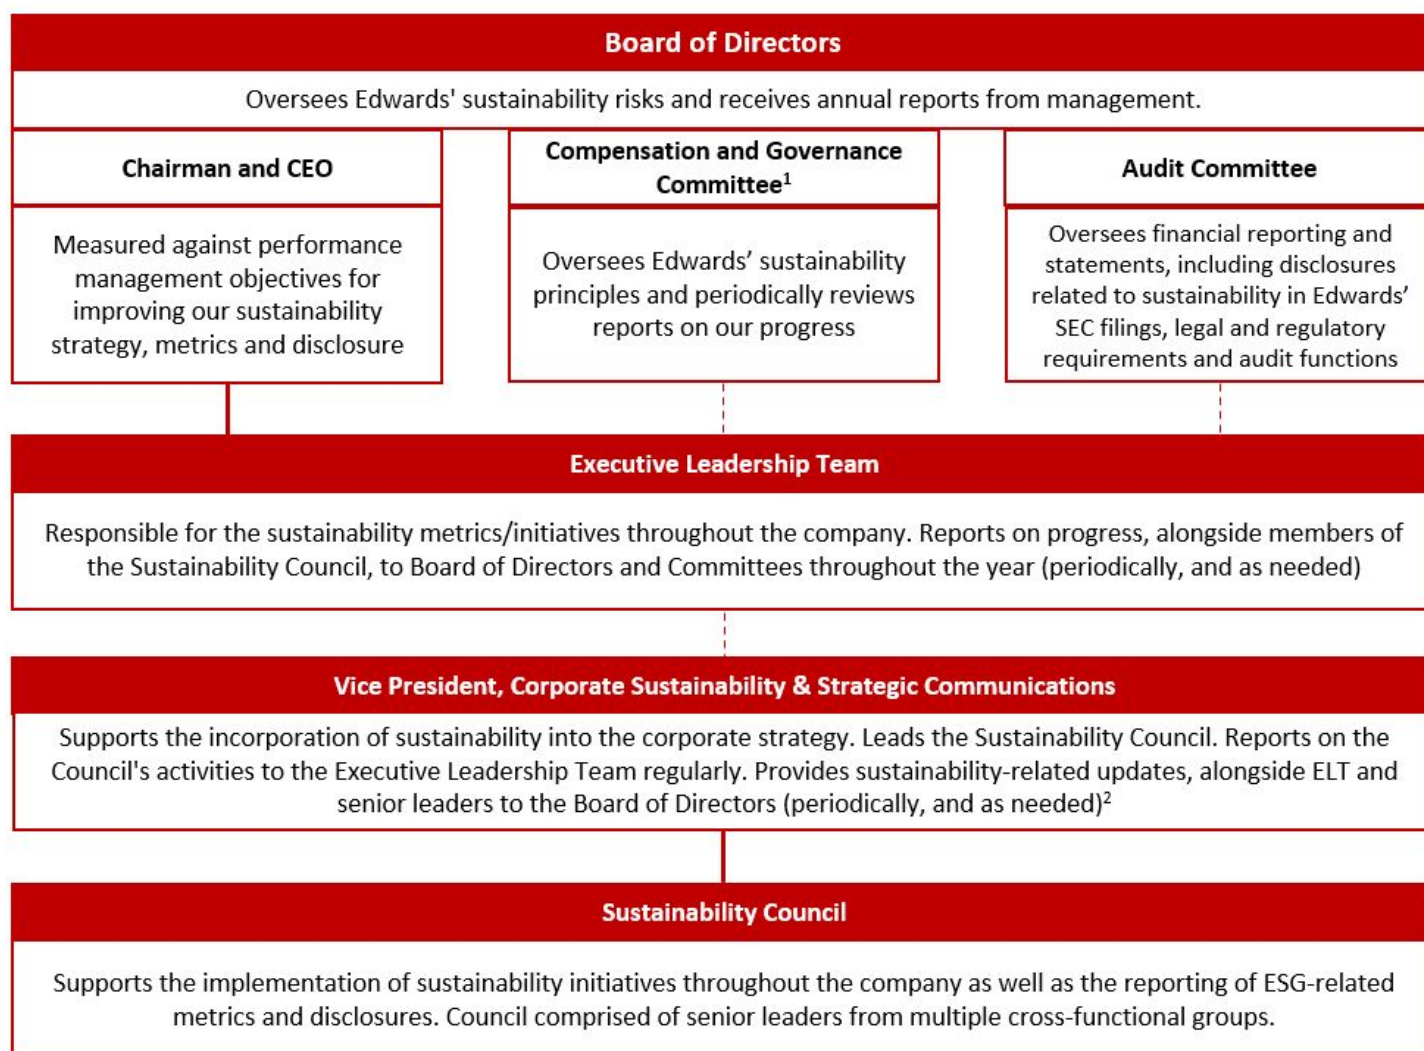 Board of Directors
Oversees Edwards' sustainability risks and receives annual reports from management.
Chairman and CEO
Measured against performance
management objectives for
improving our sustainability
strategy, metrics and disclosure
Compensation and Governance
Committee¹
Oversees Edwards’ sustainability
principles and periodically reviews
reports on our progress
Audit Committee
Oversees financial reporting and
statements, including disclosures
related to sustainability in Edwards’
SEC filings, legal and regulatory
requirements and audit functions
Executive Leadership Team
Responsible for the sustainability metrics/initiatives throughout the company. Reports on progress, alongside members of
the Sustainability Council, to Board of Directors and Committees throughout the year (periodically, and as needed)
Vice President, Corporate Sustainability & Strategic Communications
Supports the incorporation of sustainability into the corporate strategy. Leads the Sustainability Council. Reports on the
Council's activities to the Executive Leadership Team regularly. Provides sustainability-related updates, alongside ELT and
senior leaders to the Board of Directors (periodically, and as needed)²
Sustainability Council
Supports the implementation of sustainability initiatives throughout the company as well as the reporting of ESG-related
metrics and disclosures. Council comprised of senior leaders from multiple cross-functional groups.